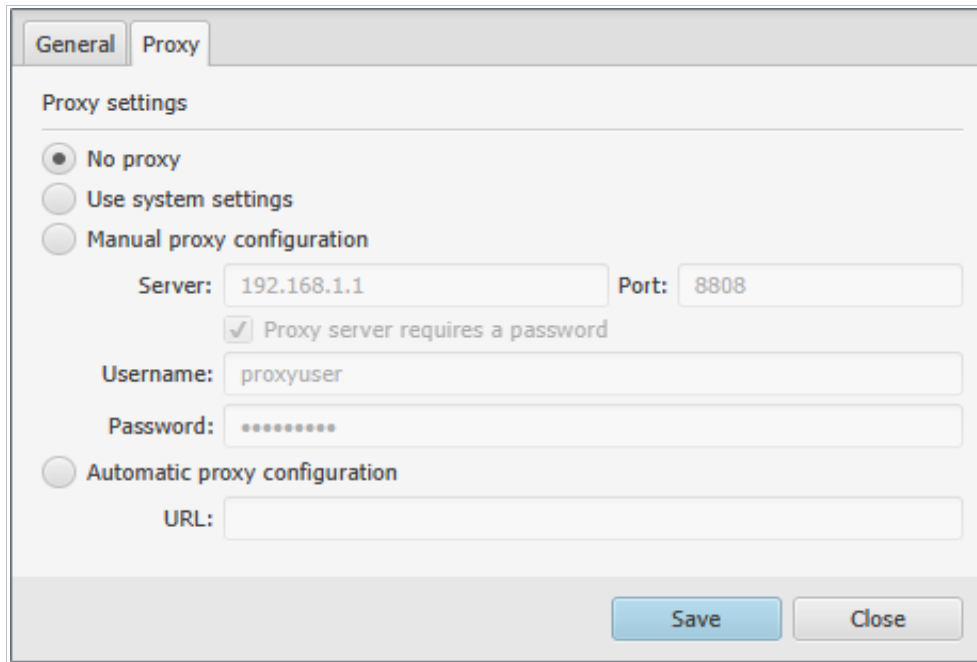 General Proxy
Proxy settings
No proxy
Use system settings
Manual proxy configuration
Server: 192.168.1.1 Port: 8808
Proxy server requires a password
Username: proxyuser
Password: •••••••••
Automatic proxy configuration
URL:
Save Close